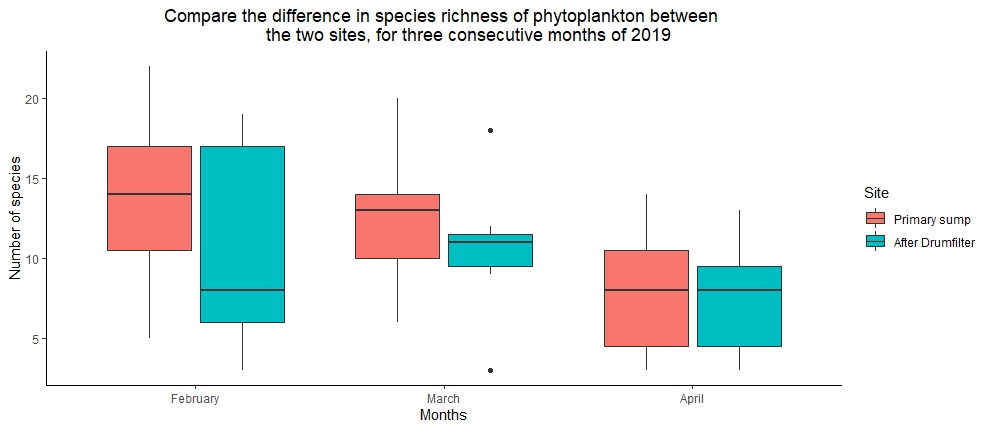 Compare the difference in species richness of phytoplankton between
the two sites, for three consecutive months of 2019
Number of species
20
15
10
5
February
March
April
Months
Site
Primary sump
After Drumfilter